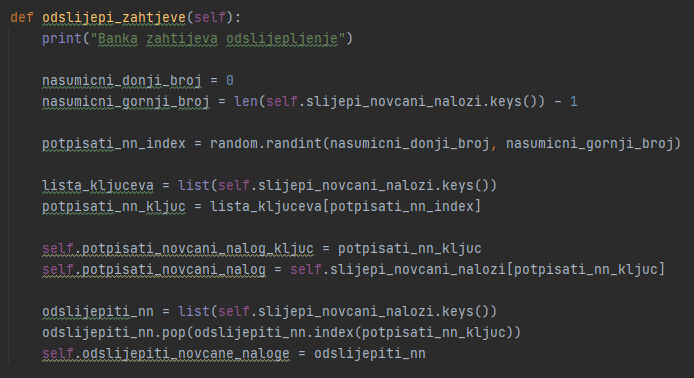 def odslijepi_zahtjeve(self):
print("Banka zahtijeva odslijepljenje")
nasumicni_donji_broj = 0
nasumicni_gornji_broj = len(self.slijepi_novcani_nalozi.keys()) - 1
potpisati_nn_index = random.randint(nasumicni_donji_broj, nasumicni_gornji_broj)
lista_kljuceva = list(self.slijepi_novcani_nalozi.keys())
potpisati_nn_kljuc = lista_kljuceva[potpisati_nn_index]
self.potpisati_novcani_nalog_kljuc = potpisati_nn_kljuc
self.potpisati_novcani_nalog = self.slijepi_novcani_nalozi[potpisati_nn_kljuc]
odslijepiti_nn = list(self.slijepi_novcani_nalozi.keys())
odslijepiti_nn.pop(odslijepiti_nn.index(potpisati_nn_kljuc))
self.odslijepiti_novcane_naloge = odslijepiti_nn